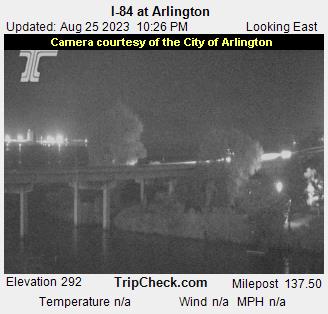 I-84 at Arlington
Updated: Aug 25 2023 10:26 PM Looking East
Camera courtesy of the City of Arlington
Elevation 292 TripCheck.com Milepost 137.50
Temperature n/a Wind n/a MPH n/a